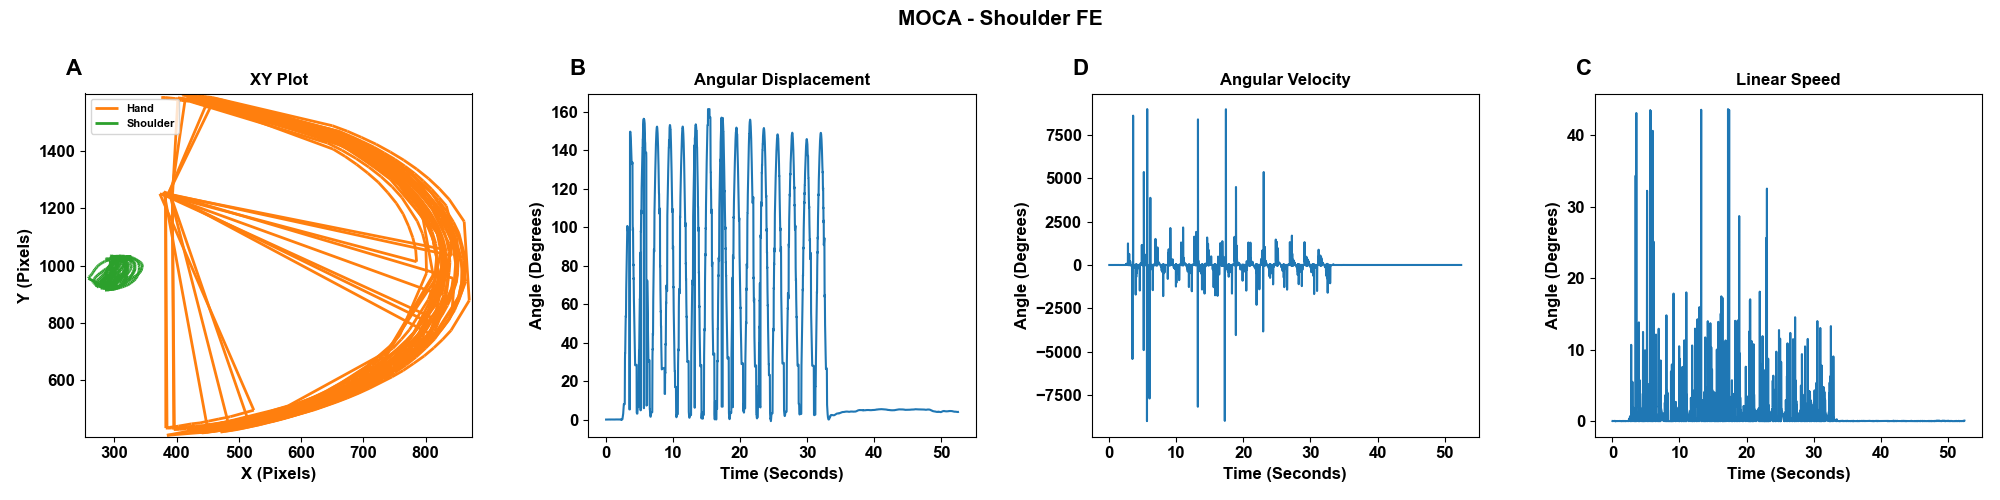 MOCA - Shoulder FE
A
XY Plot
Hand
Shoulder
1400
1200
1000
800
600
300 400 500 600 700 800
Y (Pixels)
X (Pixels)
B
Angular Displacement
160
140
120
100
80
60
40
20
0
0 10 20 30 40 50
Angle (Degrees)
Time (Seconds)
D
Angular Velocity
7500
5000
2500
0
−2500
−5000
−7500
0 10 20 30 40 50
Angle (Degrees)
Time (Seconds)
C
Linear Speed
40
30
20
10
0
0 10 20 30 40 50
Angle (Degrees)
Time (Seconds)